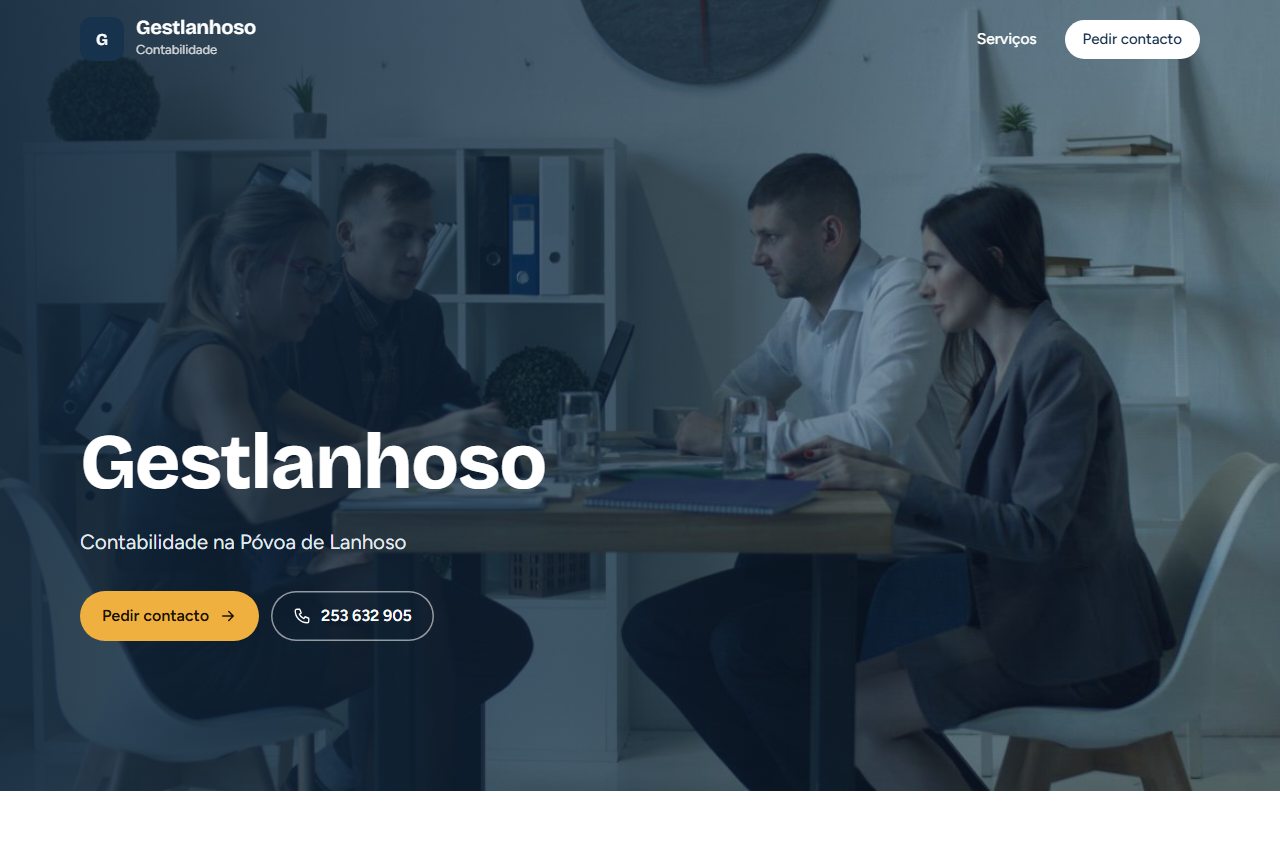 G
Gestlanhoso
Contabilidade
Serviços
Pedir contacto
Gestlanhoso
Contabilidade na Póvoa de Lanhoso
Pedir contacto
253 632 905